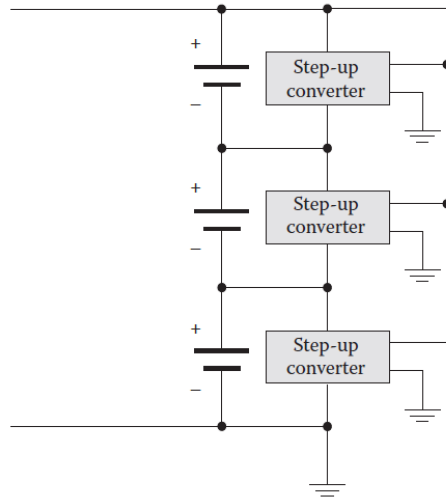 +
Step-up
converter
–
+
Step-up
converter
–
+
Step-up
converter
–